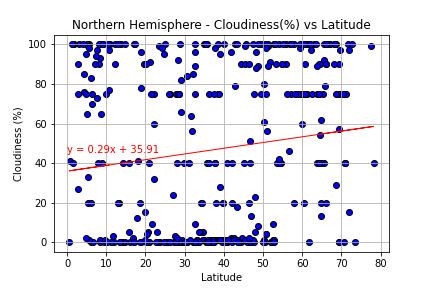 Northern Hemisphere - Cloudiness(%) vs Latitude
100
80
60
40
20
0
Cloudiness (%)
y = 0.29x + 35.91
0 10 20 30 40 50 60 70 80
Latitude